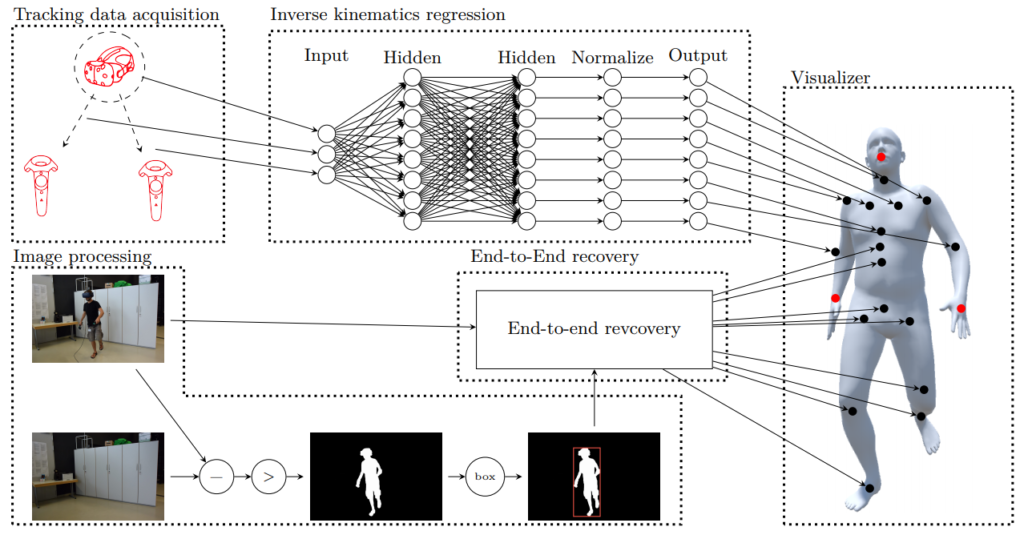 Tracking data acquisition
Inverse kinematics regression
Input
Hidden
Hidden
Normalize
Output
Visualizer
Image processing
End-to-End recovery
End-to-end revcovery
−
>
box